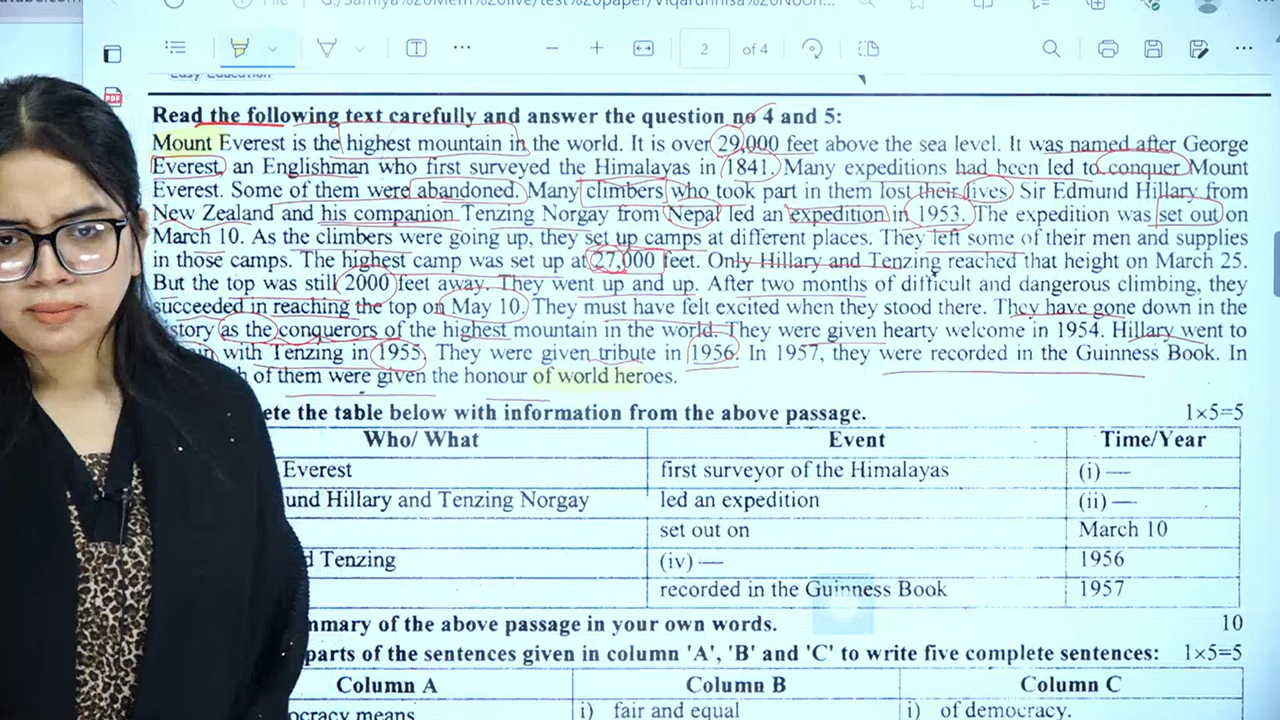 2 of 4
Easy Education
Read the following text carefully and answer the question no 4 and 5:
Mount Everest is the highest mountain in the world. It is over 29,000 feet above the sea level. It was named after George
Everest, an Englishman who first surveyed the Himalayas in 1841. Many expeditions had been led to conquer Mount
Everest. Some of them were abandoned. Many climbers who took part in them lost their lives Sir Edmund Hillary from
New Zealand and his companion Tenzing Norgay from Nepal led an expedition in 1953. The expedition was set out on
March 10. As the climbers were going up, they set up camps at different places. They left some of their men and supplies
in those camps. The highest camp was set up at 27,000 feet. Only Hillary and Tenzing reached that height on March 25.
But the top was still 2000 feet away. They went up and up. After two months of difficult and dangerous climbing, they
succeeded in reaching the top on May 10. They must have felt excited when they stood there. They have gone down in the
story as the conquerors of the highest mountain in the world. They were given hearty welcome in 1954. Hillary went to
with Tenzing in 1955. They were given tribute in 1956. In 1957, they were recorded in the Guinness Book. In
of them were given the honour of world heroes.
ete the table below with information from the above passage. 1×5=5
Who/ What Event Time/Year
Everest first surveyor of the Himalayas (i) —
und Hillary and Tenzing Norgay led an expedition (ii) —
set out on March 10
d Tenzing (iv) — 1956
recorded in the Guinness Book 1957
mmary of the above passage in your own words. 10
parts of the sentences given in column 'A', 'B' and 'C' to write five complete sentences: 1×5=5
Column A Column B Column C
ocracy means i) fair and equal i) of democracy.